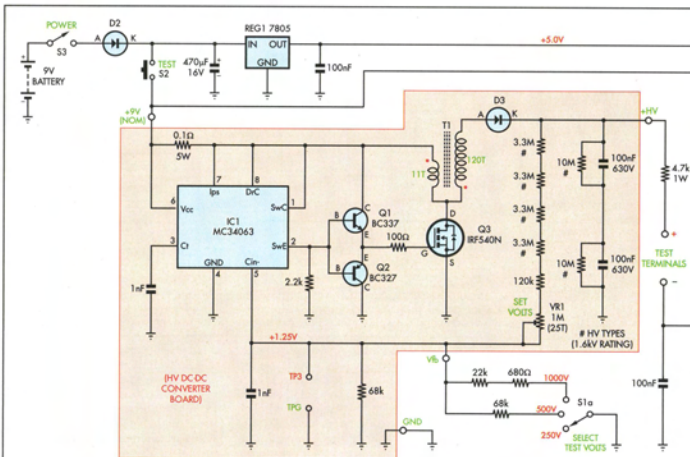 POWER
S3
A
D2
K
REG1 7805
IN OUT
GND
+5.0V
9V
BATTERY
TEST
S2
470µF
16V
100nF
+9V
(NOM)
0.1Ω
5W
T1
11T
120T
A
D3
K
+HV
3.3M
#
3.3M
#
3.3M
#
3.3M
#
120k
10M
#
10M
#
100nF
630V
100nF
630V
4.7k
1W
+
TEST
TERMINALS
–
7
Ips
8
DrC
1
SwC
6
Vcc
IC1
MC34063
3
Ct
SwE
2
GND
4
Cin-
5
1nF
2.2k
C
B
Q1
BC337
E
E
B
Q2
BC327
C
100Ω
D
G
S
Q3
IRF540N
SET
VOLTS
VR1
1M
(25T)
# HV TYPES
(1.6kV RATING)
+1.25V
(HV DC-DC
CONVERTER
BOARD)
1nF
TP3
TPG
68k
GND
Vfb
22k
680Ω
1000V
68k
500V
250V
S1a
SELECT
TEST VOLTS
100nF